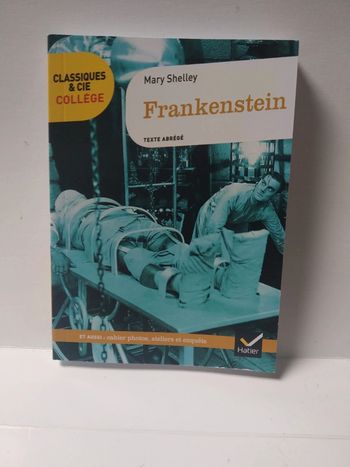 CLASSIQUES
& CIE
COLLÈGE
Mary Shelley
Frankenstein
TEXTE ABRÉGÉ
ET AUSSI : cahier photos, ateliers et enquête
Hatier